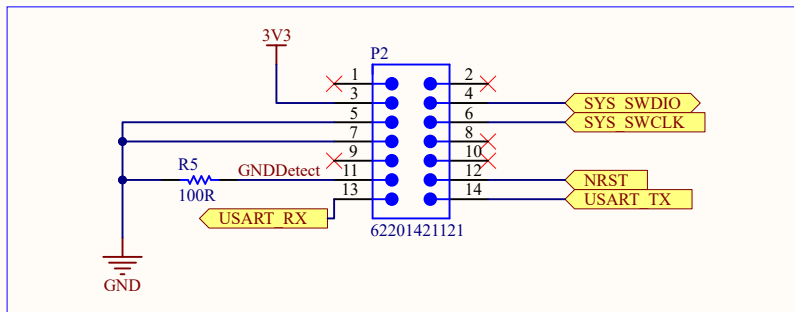 3V3
P2
1 2
3 4
SYS_SWDIO
5 6
SYS_SWCLK
7 8
9 10
R5
GNDDetect
11 12
100R
NRST
13 14
USART_TX
USART_RX
62201421121
GND